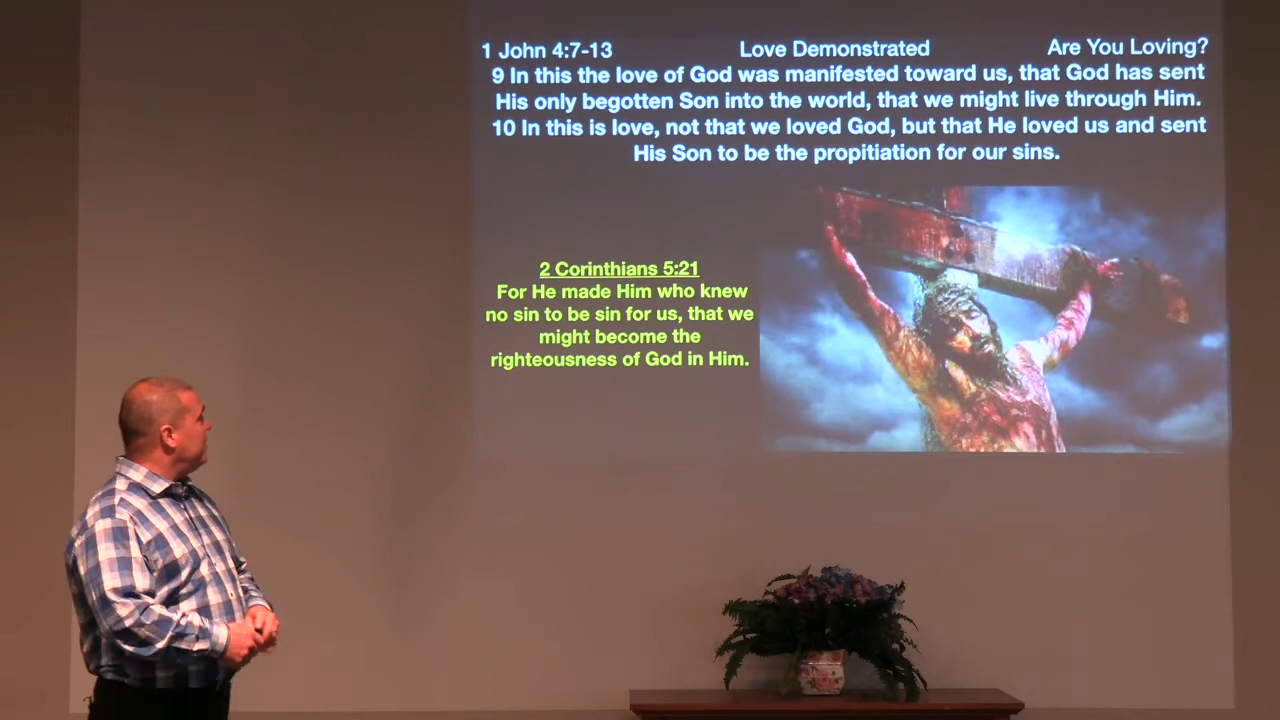 1 John 4:7-13 Love Demonstrated Are You Loving?
9 In this the love of God was manifested toward us, that God has sent
His only begotten Son into the world, that we might live through Him.
10 In this is love, not that we loved God, but that He loved us and sent
His Son to be the propitiation for our sins.
2 Corinthians 5:21
For He made Him who knew
no sin to be sin for us, that we
might become the
righteousness of God in Him.